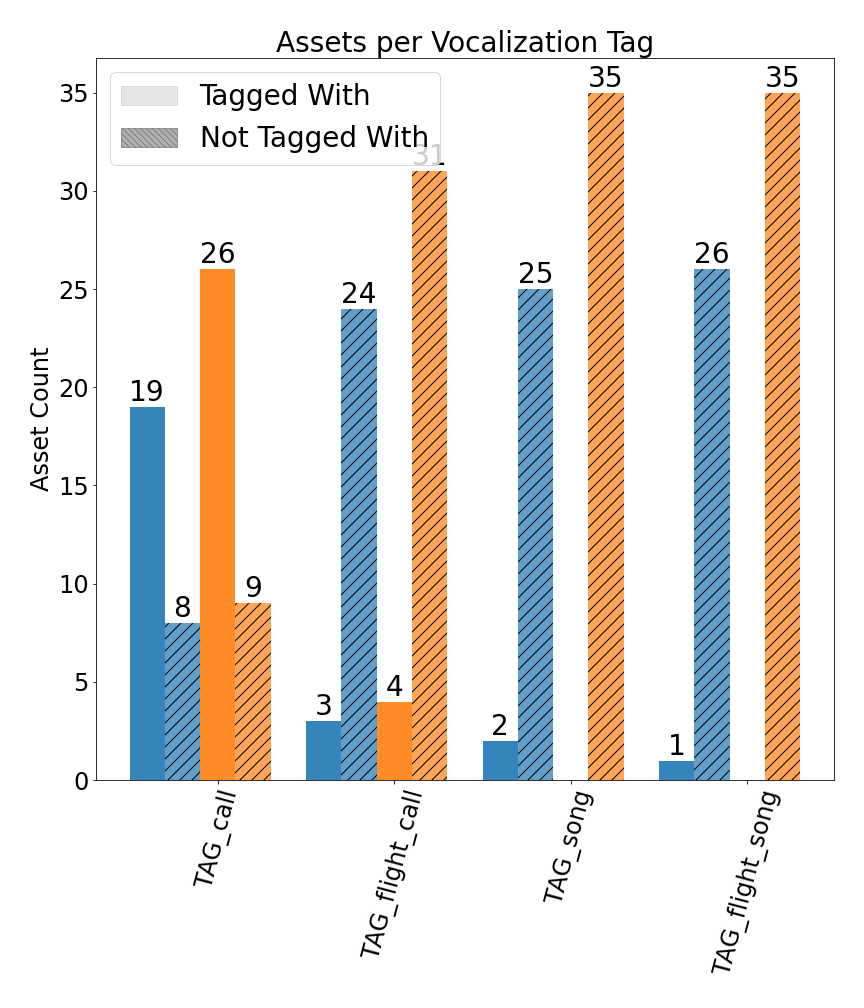 Assets per Vocalization Tag
Tagged With
Not Tagged With
Asset Count
35
30
25
20
15
10
5
0
19
8
26
9
3
24
4
31
2
25
35
1
26
35
TAG_call
TAG_flight_call
TAG_song
TAG_flight_song